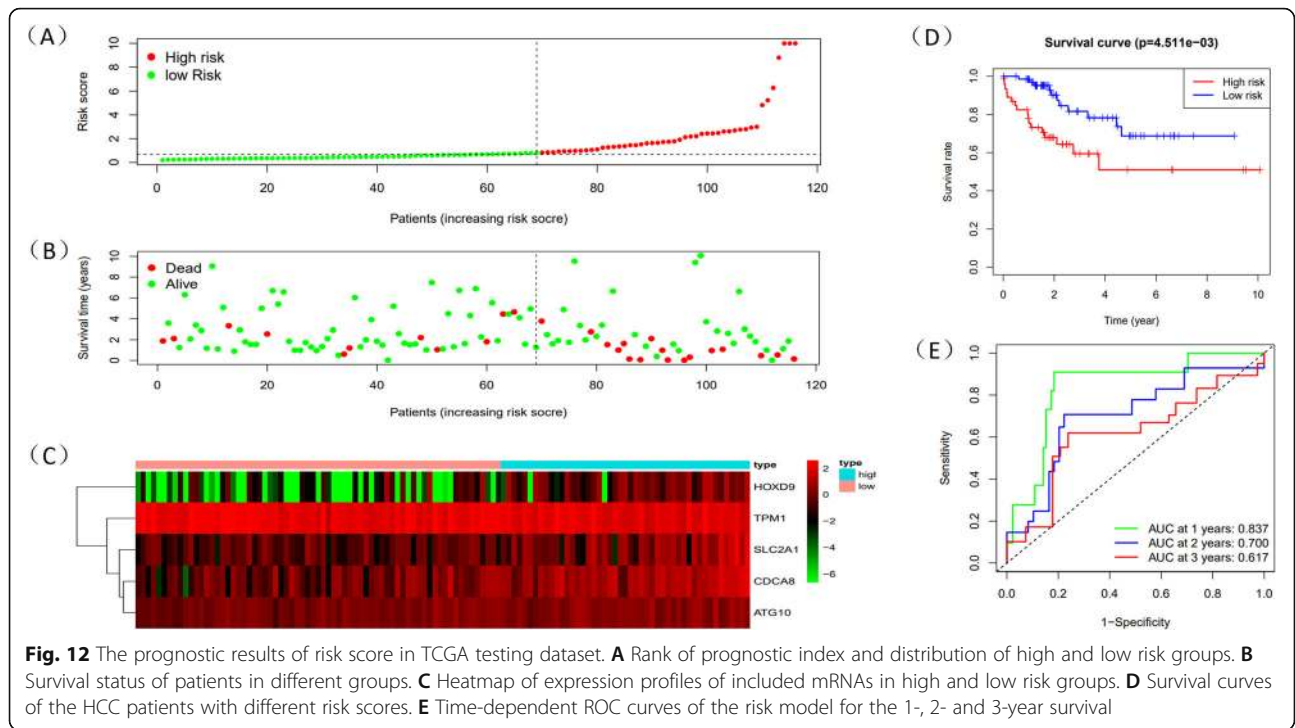 (A)
High risk
low Risk
Risk score
0
2
4
6
8
10
0
20
40
60
80
100
120
Patients (increasing risk socre)
(B)
Dead
Alive
Survival time (years)
0
2
4
6
8
10
0
20
40
60
80
100
120
Patients (increasing risk socre)
(C)
type
HOXD9
TPM1
SLC2A1
CDCA8
ATG10
2
0
−2
−4
−6
type
high
low
(D)
Survival curve (p=4.511e−03)
High risk
Low risk
Survival rate
0.0
0.2
0.4
0.6
0.8
1.0
0
2
4
6
8
10
Time (year)
(E)
Sensitivity
0.0
0.2
0.4
0.6
0.8
1.0
AUC at 1 years: 0.837
AUC at 2 years: 0.700
AUC at 3 years: 0.617
0.0
0.2
0.4
0.6
0.8
1.0
1−Specificity
Fig. 12 The prognostic results of risk score in TCGA testing dataset. A Rank of prognostic index and distribution of high and low risk groups. B
Survival status of patients in different groups. C Heatmap of expression profiles of included mRNAs in high and low risk groups. D Survival curves
of the HCC patients with different risk scores. E Time-dependent ROC curves of the risk model for the 1-, 2- and 3-year survival